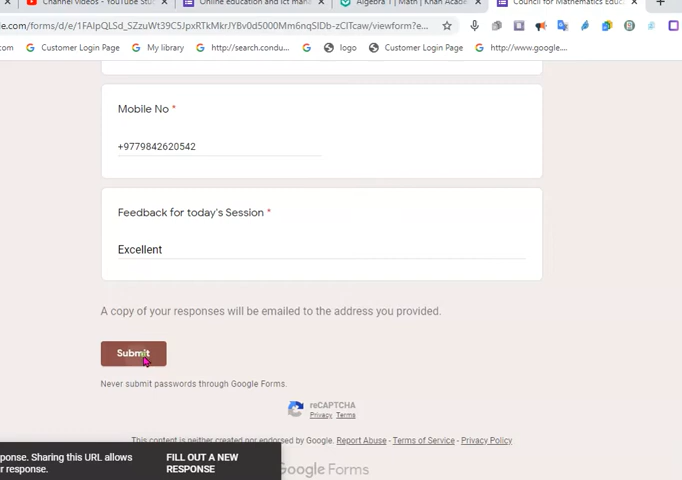 Channel videos - YouTube Stu
Online education and ict man
Algebra 1 | Math | Khan Acade
Council for Mathematics Educa
le.com/forms/d/e/
viewform?e...
.com
Customer Login Page
My library
http://search.condu...
logo
Customer Login Page
http://www.google....
Mobile No *
+9779842620542
Feedback for today's Session *
Excellent
A copy of your responses will be emailed to the address you provided.
Submit
Never submit passwords through Google Forms.
reCAPTCHA
Privacy Terms
This content is neither created nor endorsed by Google. Report Abuse - Terms of Service - Privacy Policy
ponse. Sharing this URL allows
r response.
FILL OUT A NEW
RESPONSE
Google Forms